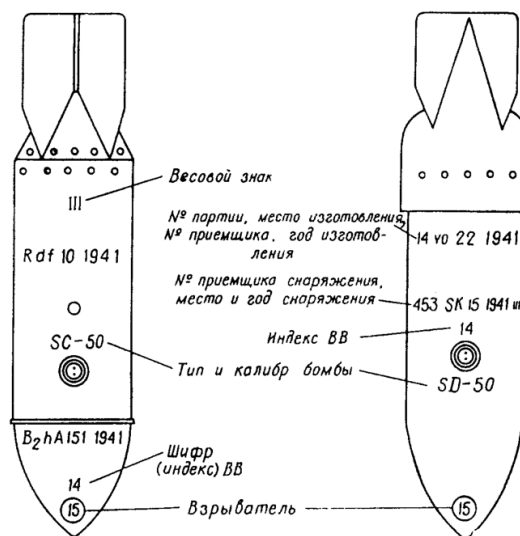 III
Весовой знак
Rdf 10 1941
№ партии, место изготовления,
№ приемщика, год изготов-
ления
14 vo 22 1941
№ приемщика снаряжения,
место и год снаряжения
453 SK 15 1941
Индекс ВВ
14
SC-50
Тип и калибр бомбы
SD-50
B2hA151 1941
Шифр
(индекс) ВВ
14
15
Взрыватель
15